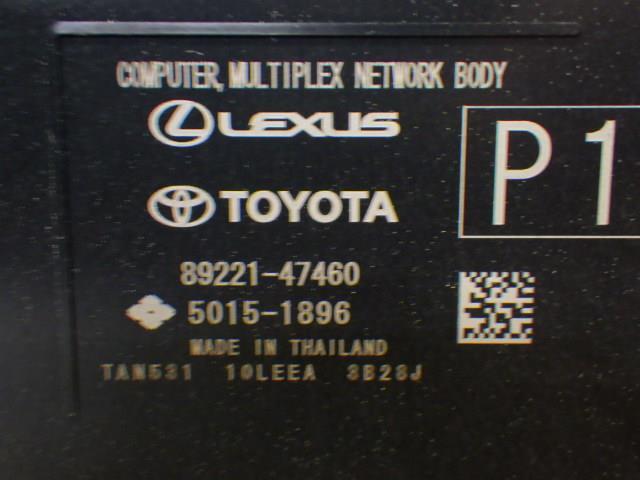 COMPUTER, MULTIPLEX NETWORK BODY
LEXUS
P1
TOYOTA
89221-47460
5015-1896
MADE IN THAILAND
TAN531 10LEEA 3B28J